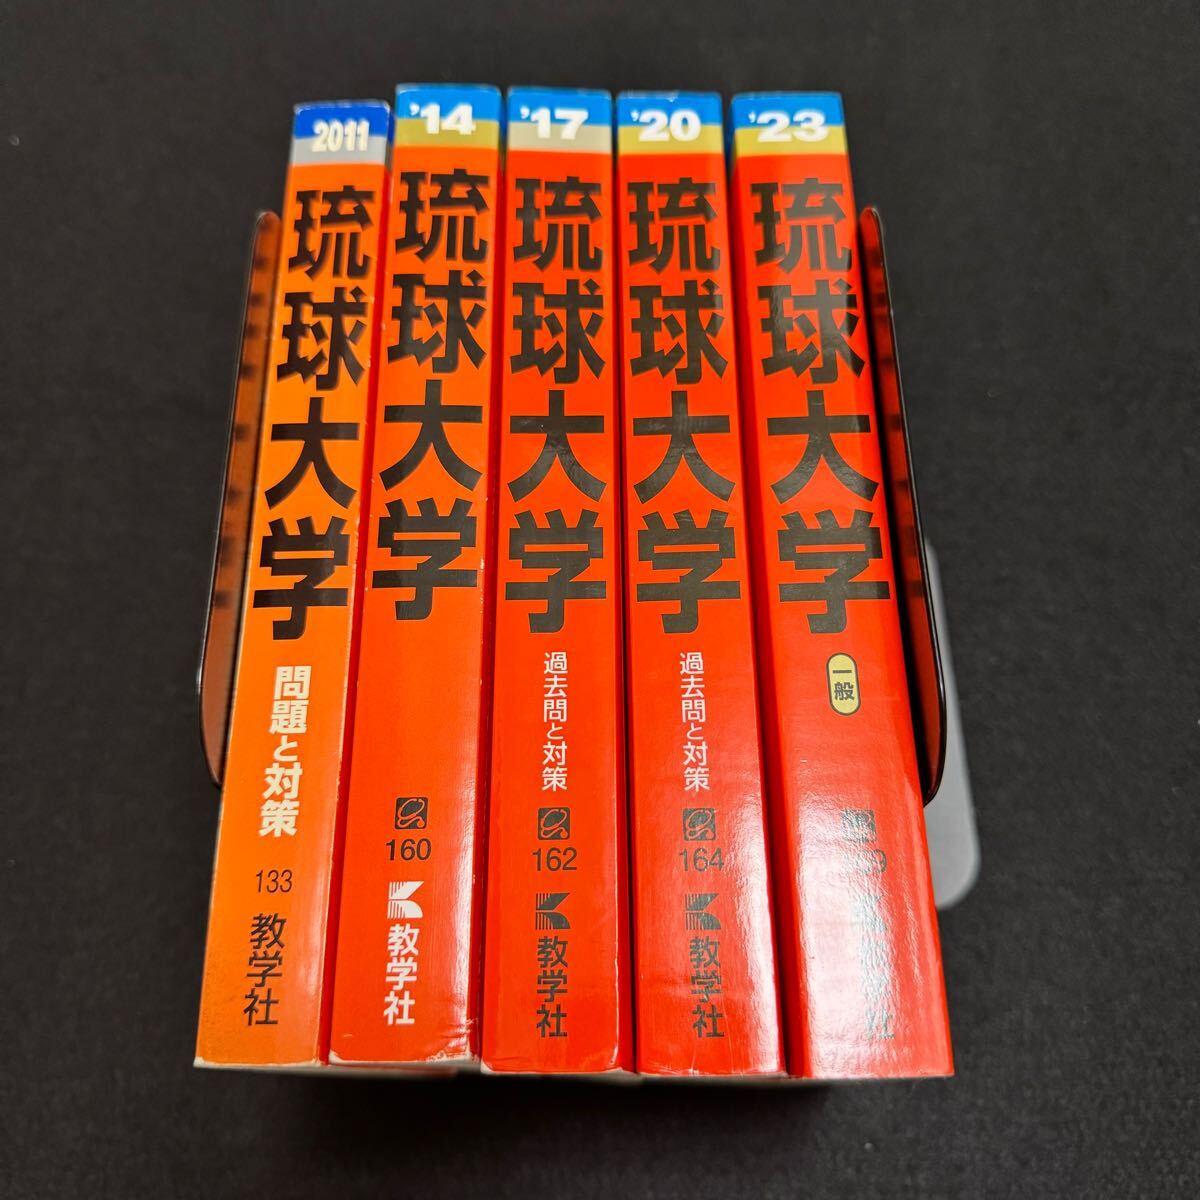 2011
琉球大学
問題と対策
133
教学社
'14
琉球大学
160
教学社
'17
琉球大学
過去問と対策
162
教学社
'20
琉球大学
過去問と対策
164
教学社
'23
琉球大学
一般
教学社